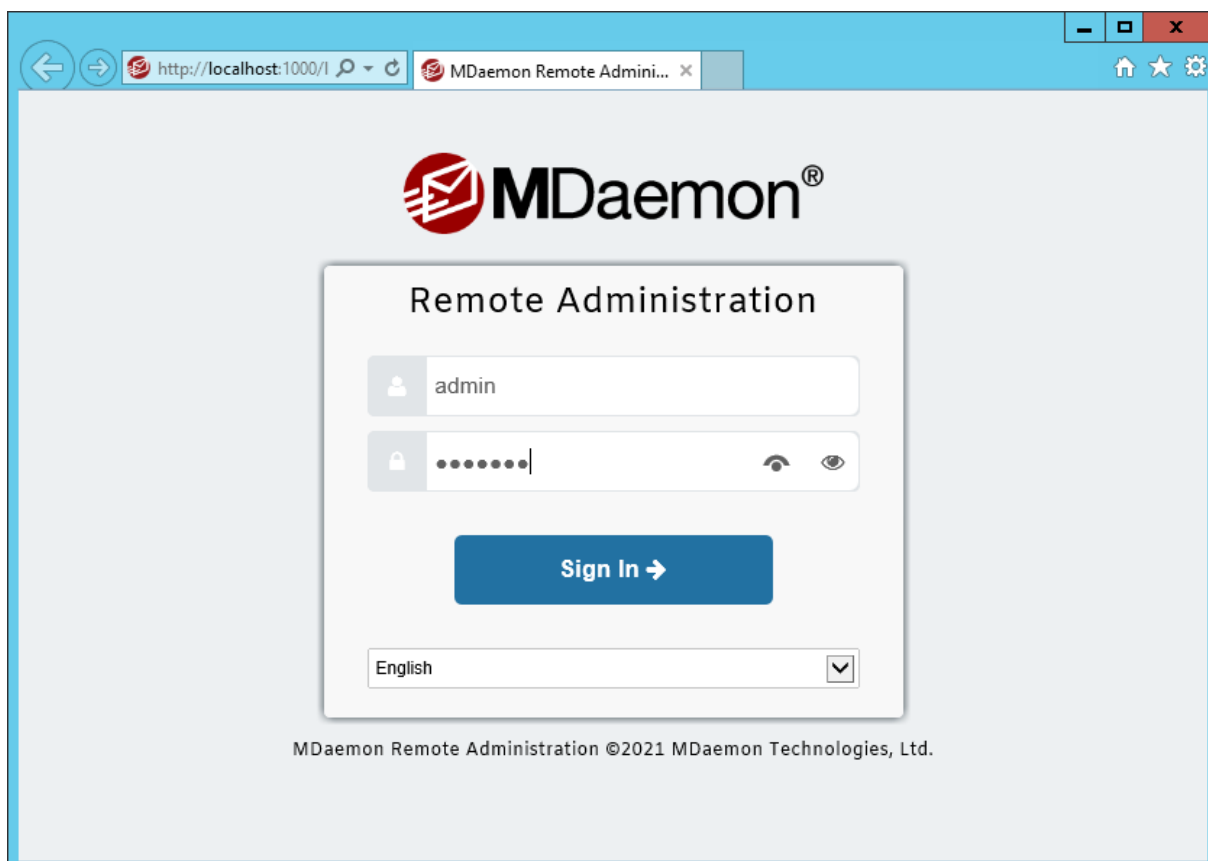 http://localhost:1000/l
MDaemon Remote Admini...
MDaemon®
Remote Administration
admin
Sign In
English
MDaemon Remote Administration ©2021 MDaemon Technologies, Ltd.